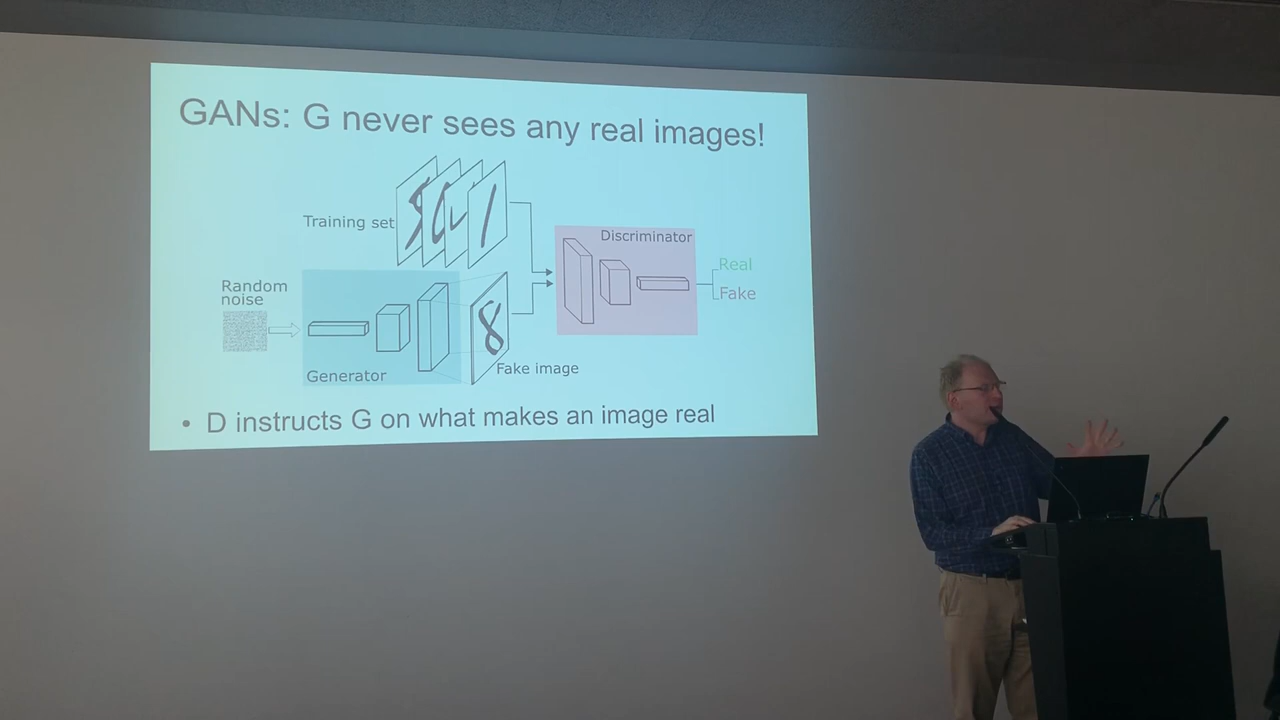 GANs: G never sees any real images!
Training set
Discriminator
Real
Fake
Random
noise
Generator
Fake image
• D instructs G on what makes an image real